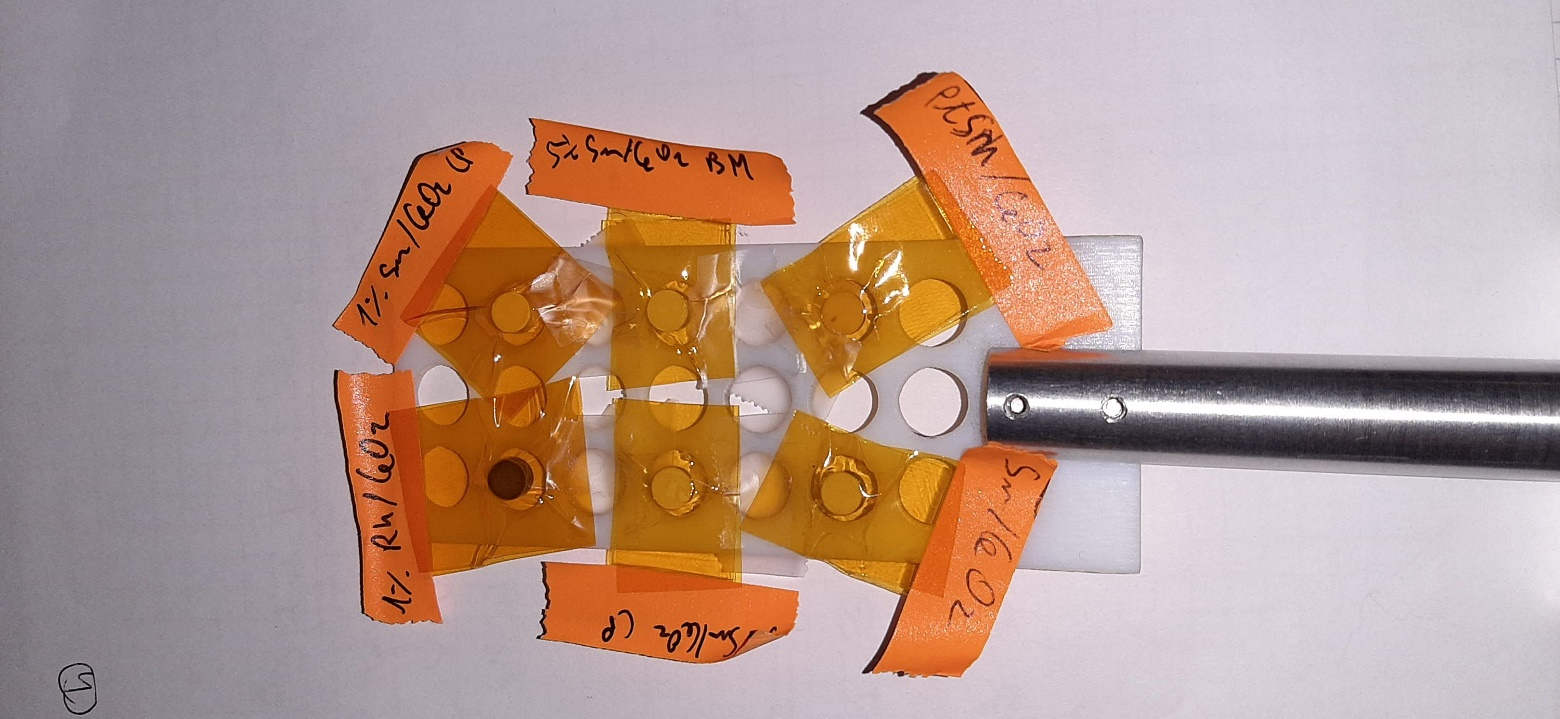 1% Sn/CeO2 CP
5% Sn/CeO2 BM
PtSn/CeO2
1% Rh/CeO2
Sn/CeO2 CP
Sn/CeO2